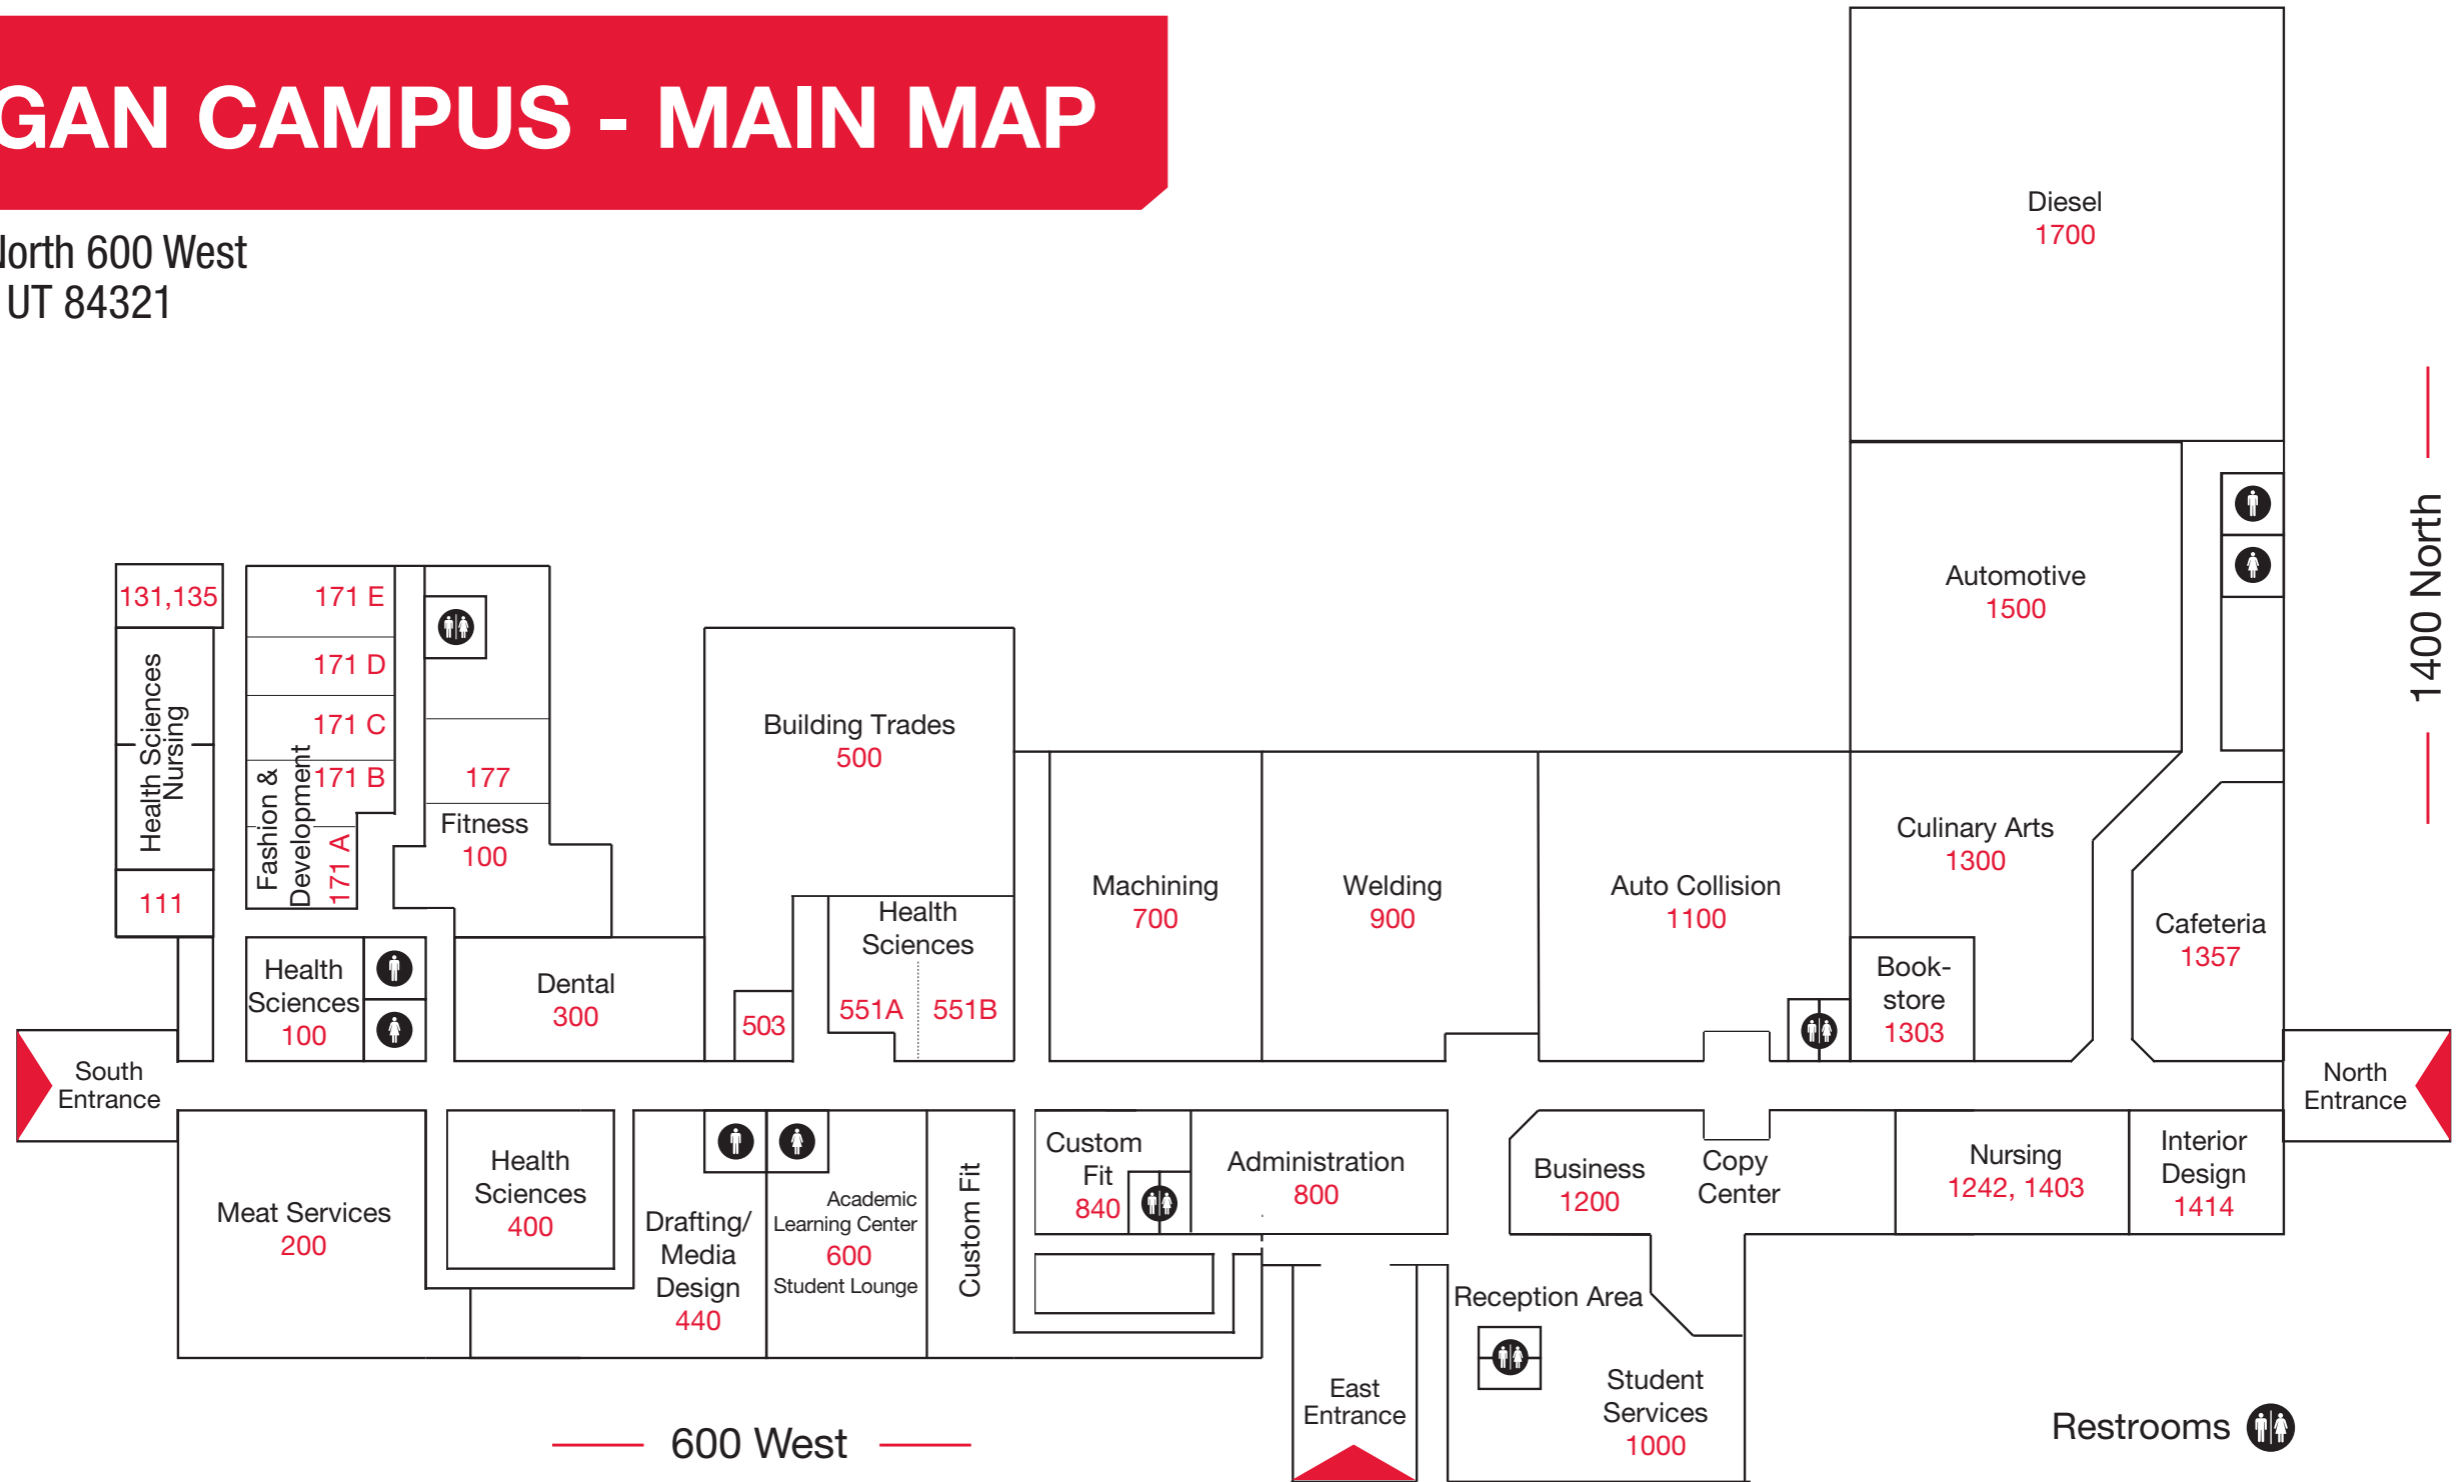 GAN CAMPUS - MAIN MAP
North 600 West
UT 84321
Diesel
1700
1400 North
Automotive
1500
131,135
171 E
171 D
171 C
171 B
171 A
Health Sciences
Nursing
Fashion &
Development
177
Fitness
100
111
Building Trades
500
Health
Sciences
551A
551B
503
Machining
700
Welding
900
Auto Collision
1100
Culinary Arts
1300
Book-
store
1303
Cafeteria
1357
Health
Sciences
100
Dental
300
South
Entrance
North
Entrance
Meat Services
200
Health
Sciences
400
Drafting/
Media
Design
440
Academic
Learning Center
600
Student Lounge
Custom Fit
Custom
Fit
840
Administration
800
Business
1200
Copy
Center
Nursing
1242, 1403
Interior
Design
1414
Reception Area
Student
Services
1000
East
Entrance
600 West
Restrooms